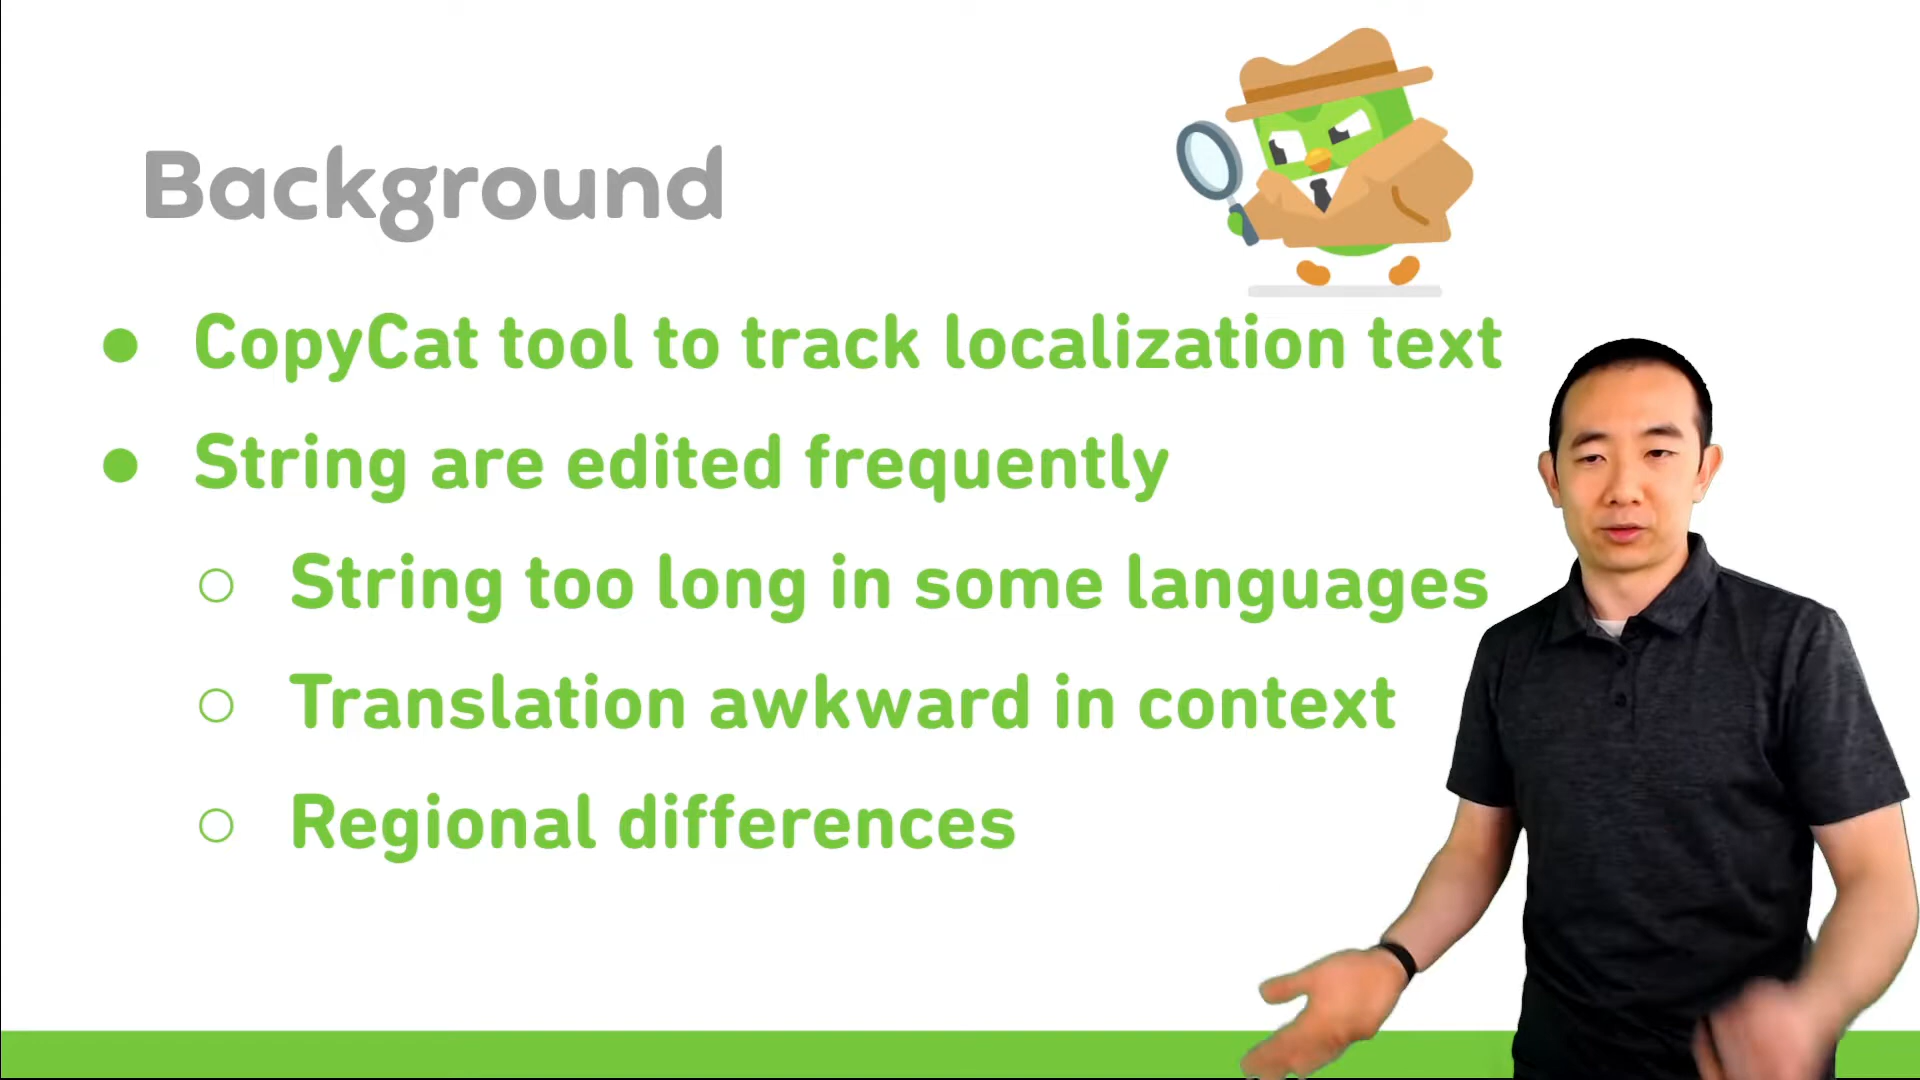 Background
● CopyCat tool to track localization text
● String are edited frequently
○ String too long in some languages
○ Translation awkward in context
○ Regional differences